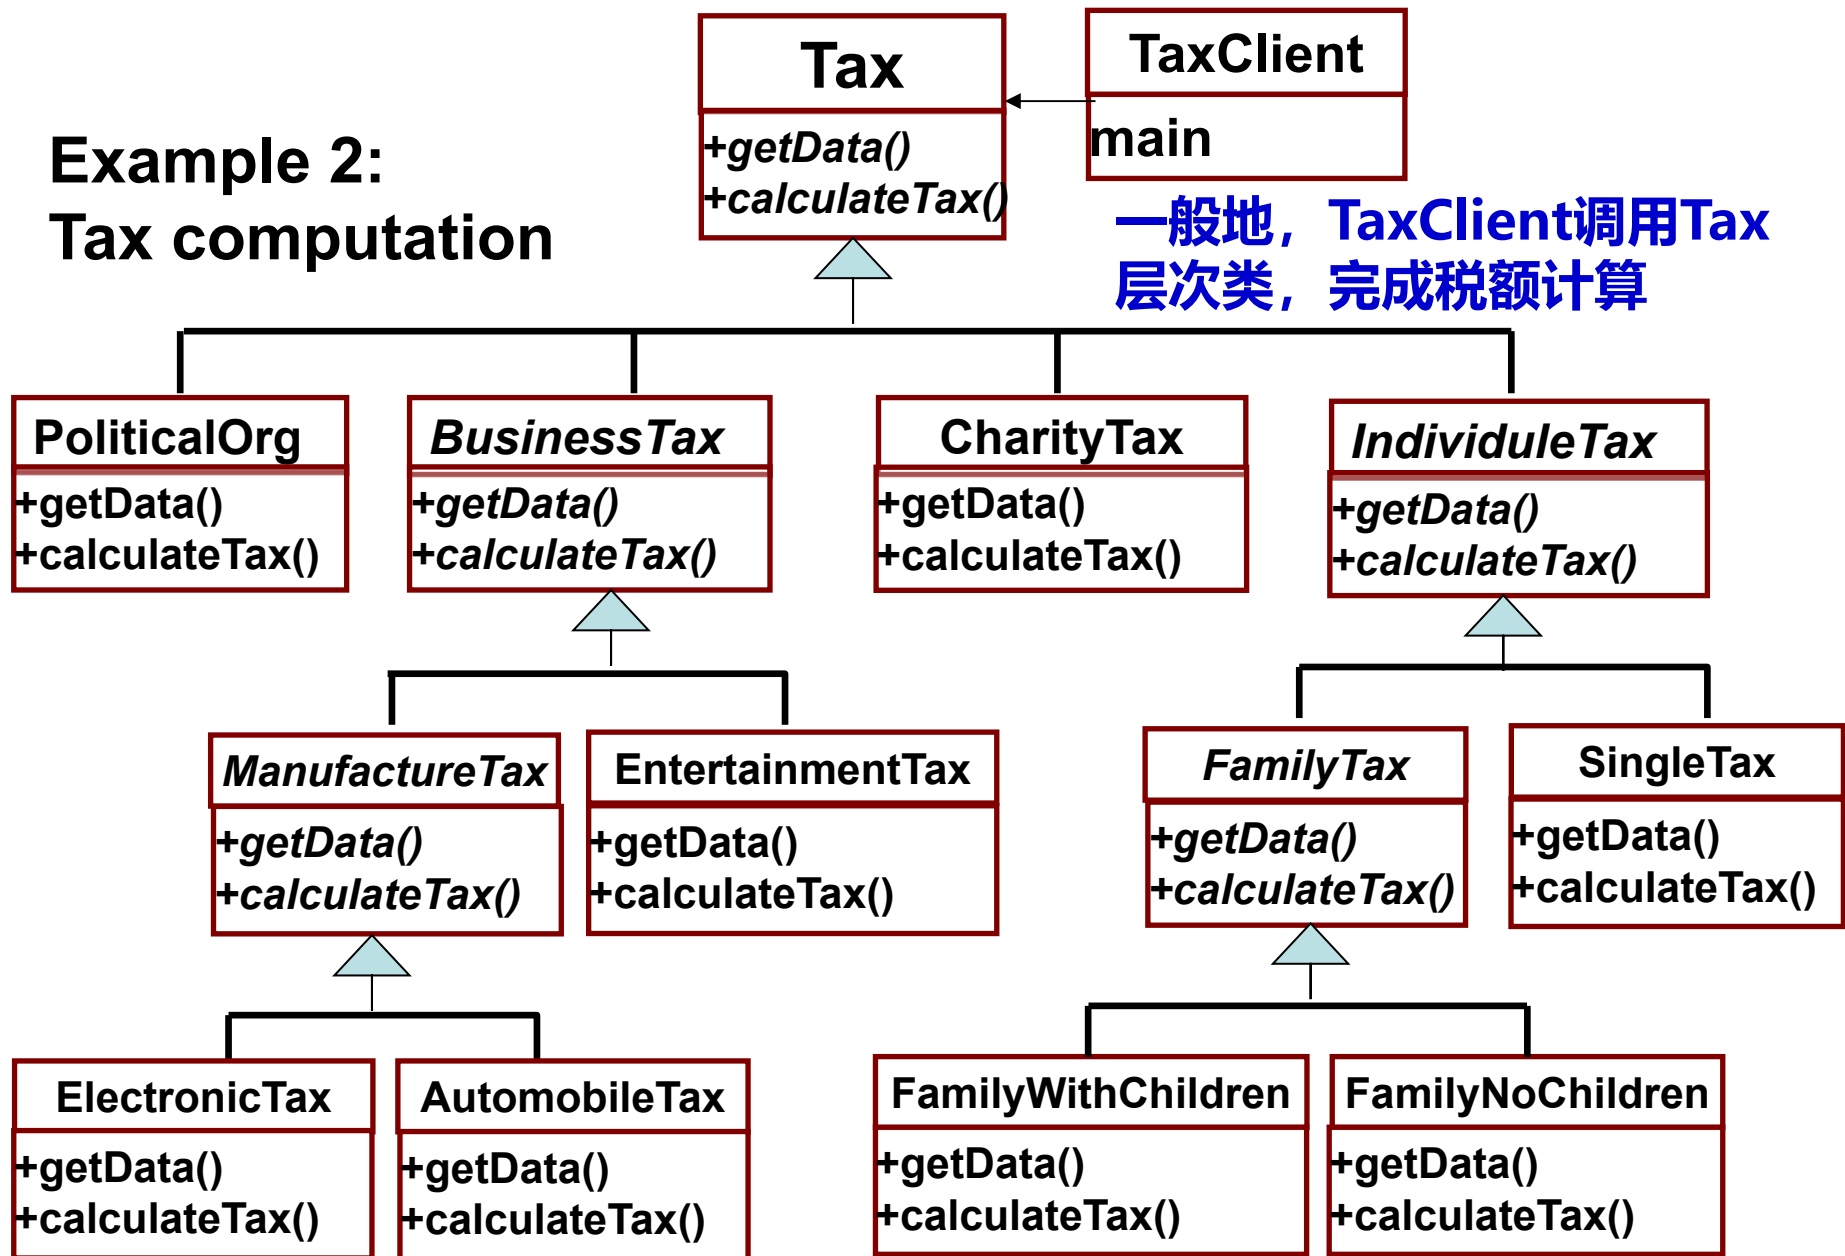 Tax
+getData()
+calculateTax()
TaxClient
main
Example 2:
Tax computation
一般地，TaxClient调用Tax
层次类，完成税额计算
PoliticalOrg
+getData()
+calculateTax()
BusinessTax
+getData()
+calculateTax()
CharityTax
+getData()
+calculateTax()
IndividuleTax
+getData()
+calculateTax()
ManufactureTax
+getData()
+calculateTax()
EntertainmentTax
+getData()
+calculateTax()
FamilyTax
+getData()
+calculateTax()
SingleTax
+getData()
+calculateTax()
ElectronicTax
+getData()
+calculateTax()
AutomobileTax
+getData()
+calculateTax()
FamilyWithChildren
+getData()
+calculateTax()
FamilyNoChildren
+getData()
+calculateTax()